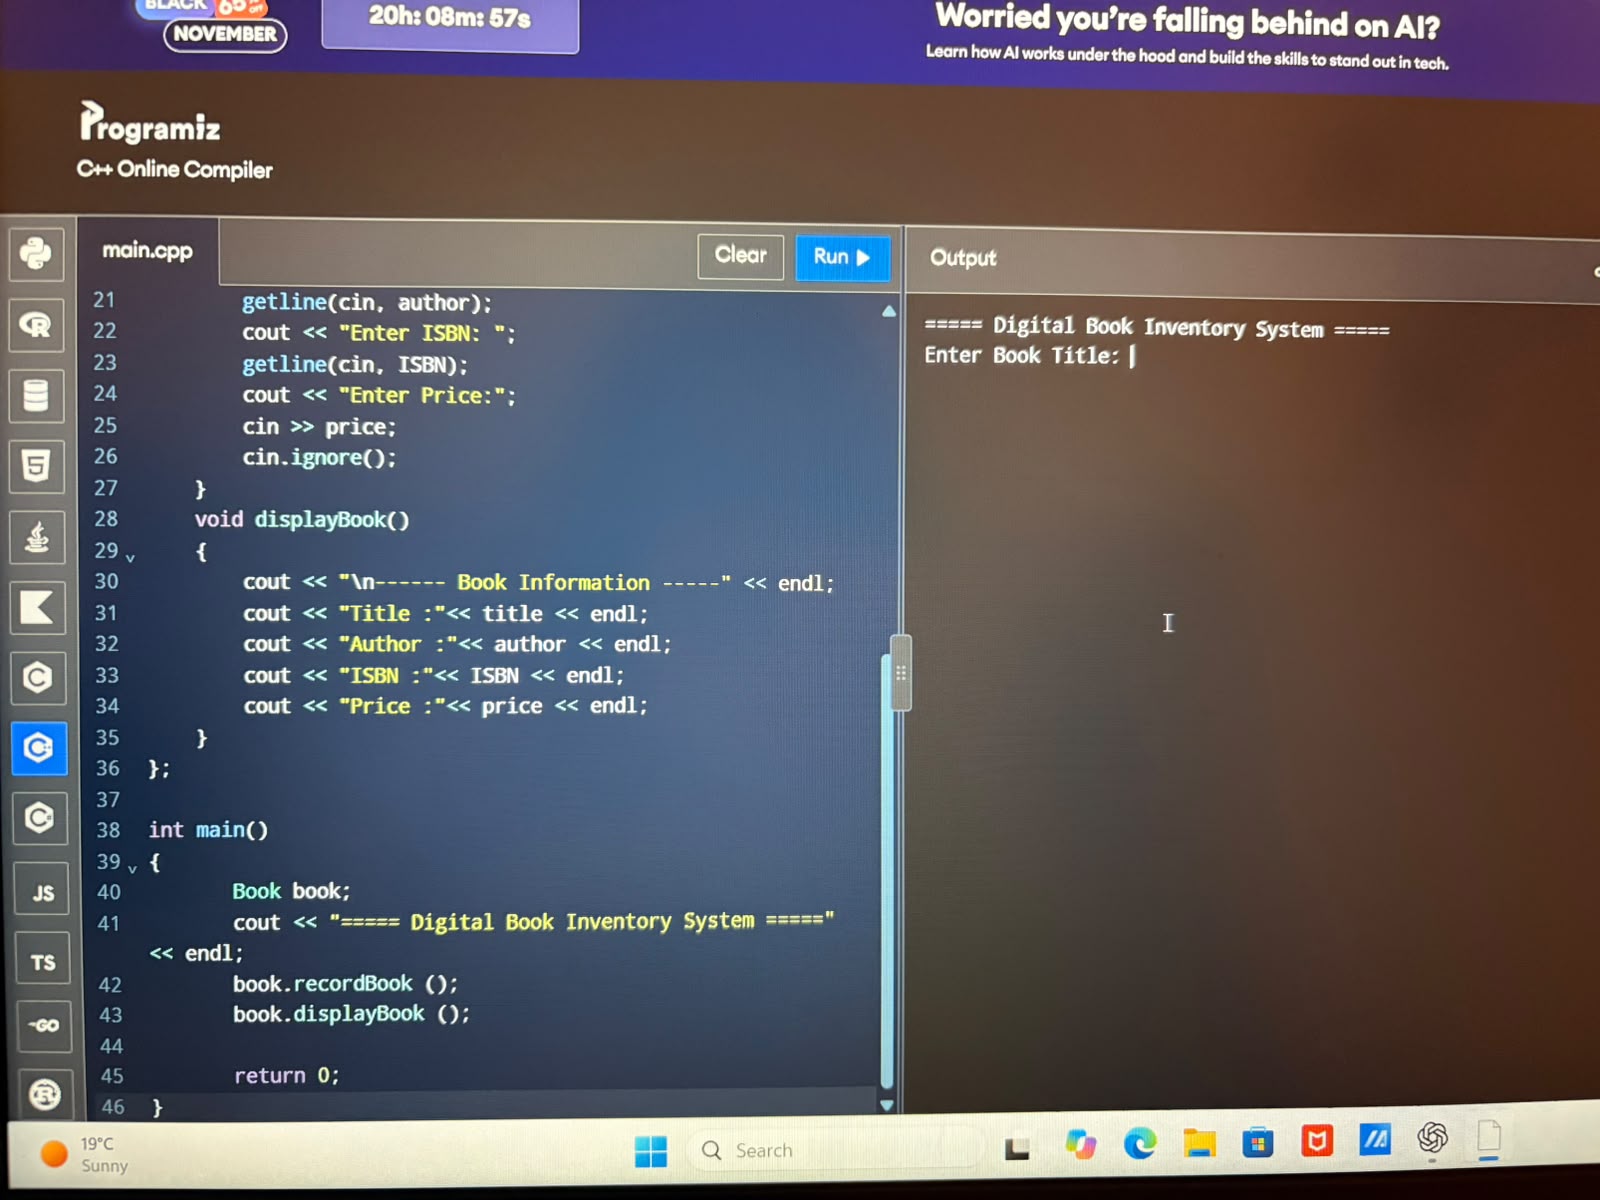 BLACK 65% OFF
NOVEMBER
20h: 08m: 57s
Worried you're falling behind on AI?
Learn how AI works under the hood and build the skills to stand out in tech.
Programiz
C++ Online Compiler
main.cpp
Clear
Run
Output
21 getline(cin, author);
22 cout << "Enter ISBN: ";
23 getline(cin, ISBN);
24 cout << "Enter Price:";
25 cin >> price;
26 cin.ignore();
27 }
28 void displayBook()
29 {
30 cout << "\n------ Book Information -----" << endl;
31 cout << "Title :"<< title << endl;
32 cout << "Author :"<< author << endl;
33 cout << "ISBN :"<< ISBN << endl;
34 cout << "Price :"<< price << endl;
35 }
36 };
37
38 int main()
39 {
40 Book book;
41 cout << "===== Digital Book Inventory System ====="
<< endl;
42 book.recordBook ();
43 book.displayBook ();
44
45 return 0;
46 }
===== Digital Book Inventory System =====
Enter Book Title:
JS
TS
GO
19°C
Sunny
Search